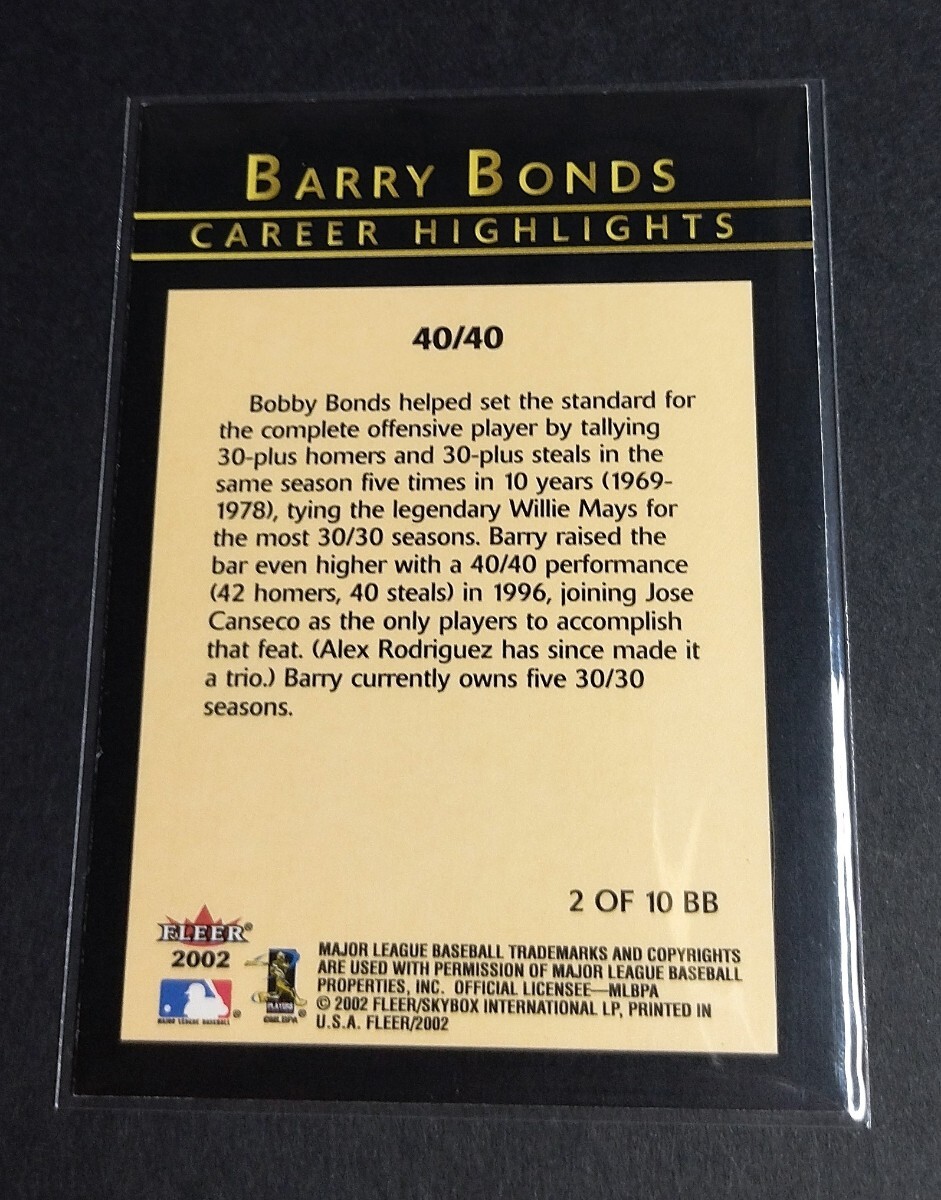 BARRY BONDS
CAREER HIGHLIGHTS
40/40
Bobby Bonds helped set the standard for
the complete offensive player by tallying
30-plus homers and 30-plus steals in the
same season five times in 10 years (1969-
1978), tying the legendary Willie Mays for
the most 30/30 seasons. Barry raised the
bar even higher with a 40/40 performance
(42 homers, 40 steals) in 1996, joining Jose
Canseco as the only players to accomplish
that feat. (Alex Rodriguez has since made it
a trio.) Barry currently owns five 30/30
seasons.
2 OF 10 BB
FLEER®
2002
MAJOR LEAGUE BASEBALL ®
PLAYERS
©MLBPA ®
MAJOR LEAGUE BASEBALL TRADEMARKS AND COPYRIGHTS
ARE USED WITH PERMISSION OF MAJOR LEAGUE BASEBALL
PROPERTIES, INC. OFFICIAL LICENSEE—MLBPA
© 2002 FLEER/SKYBOX INTERNATIONAL LP, PRINTED IN
U.S.A. FLEER/2002